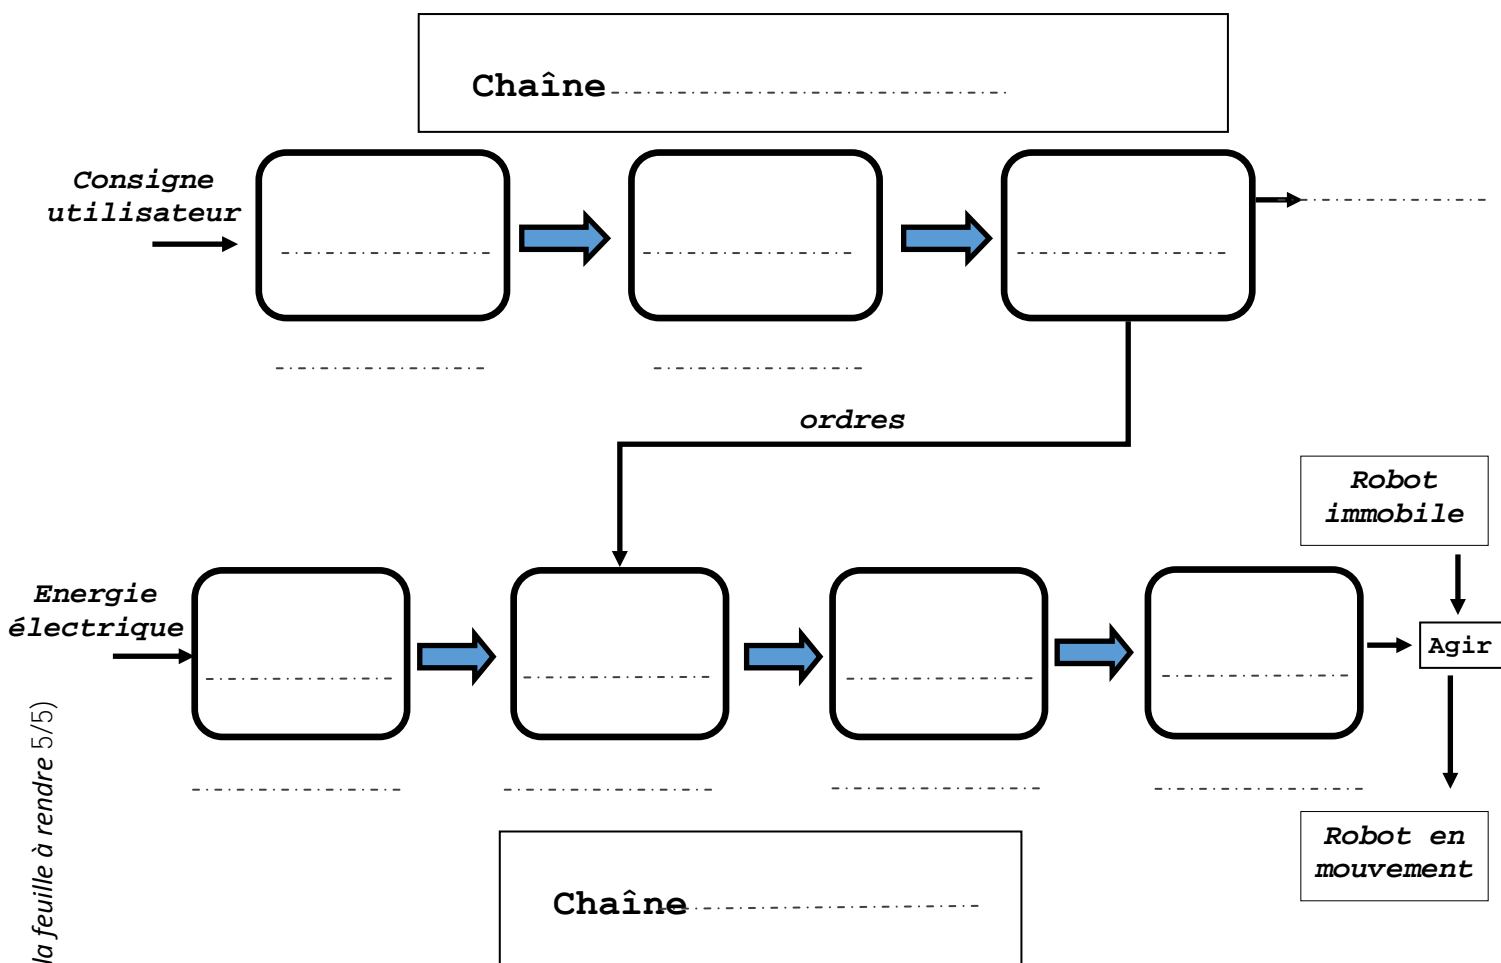 Chaîne
Consigne
utilisateur
ordres
Robot
immobile
Energie
électrique
Agir
Robot en
mouvement
Chaîne
la feuille à rendre 5/5)